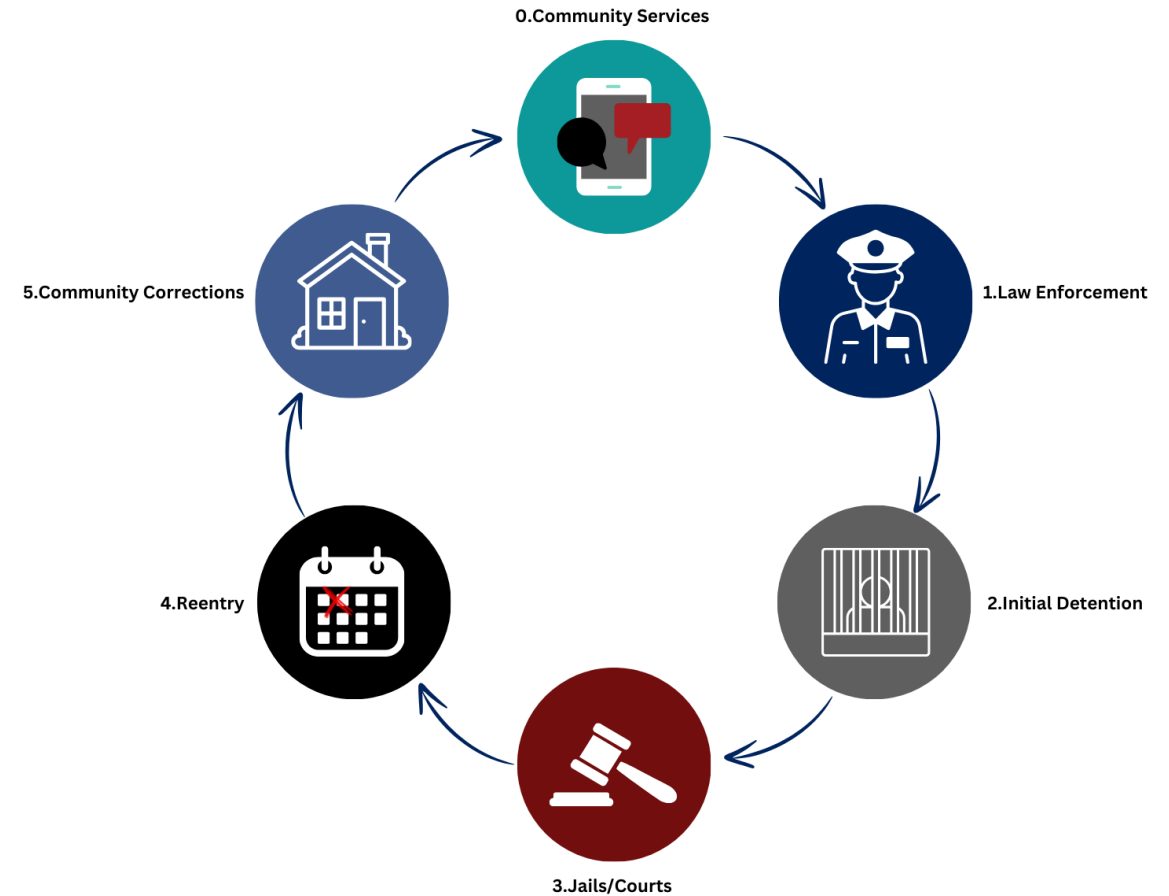 0.Community Services
1.Law Enforcement
2.Initial Detention
3.Jails/Courts
4.Reentry
5.Community Corrections